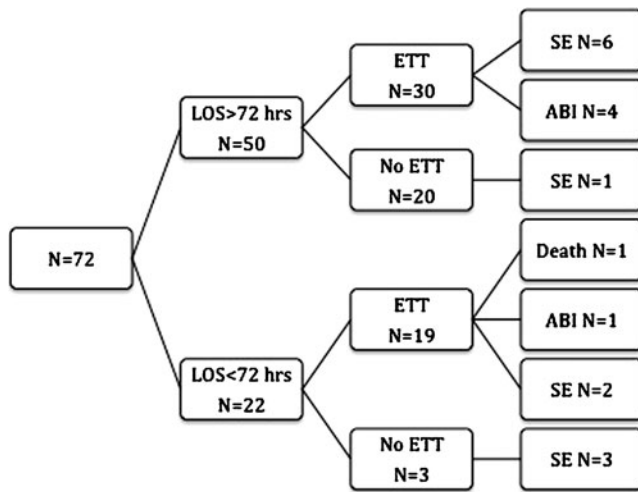 N=72
LOS>72 hrs
N=50
LOS<72 hrs
N=22
ETT
N=30
No ETT
N=20
ETT
N=19
No ETT
N=3
SE N=6
ABI N=4
SE N=1
Death N=1
ABI N=1
SE N=2
SE N=3